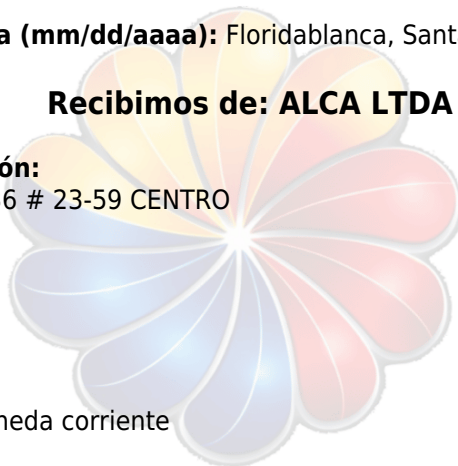 a (mm/dd/aaaa): Floridablanca, Sant
Recibimos de: ALCA LTDA
ón:
6 # 23-59 CENTRO
neda corriente